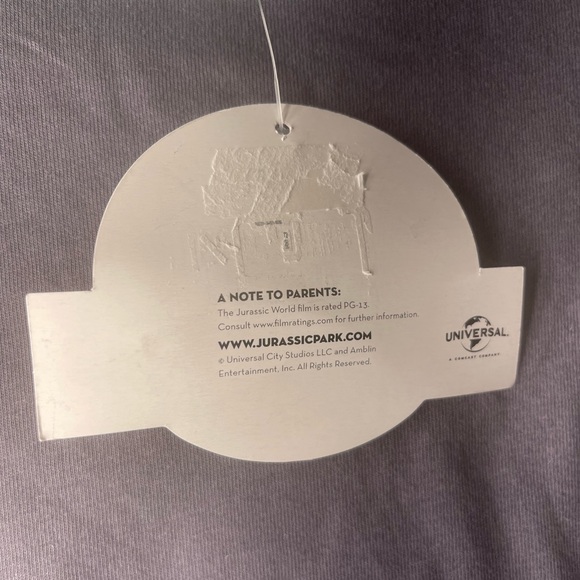 A NOTE TO PARENTS:
The Jurassic World film is rated PG-13.
Consult www.filmratings.com for further information.
WWW.JURASSICPARK.COM
© Universal City Studios LLC and Amblin
Entertainment, Inc. All Rights Reserved.
UNIVERSAL
A COMCAST COMPANY